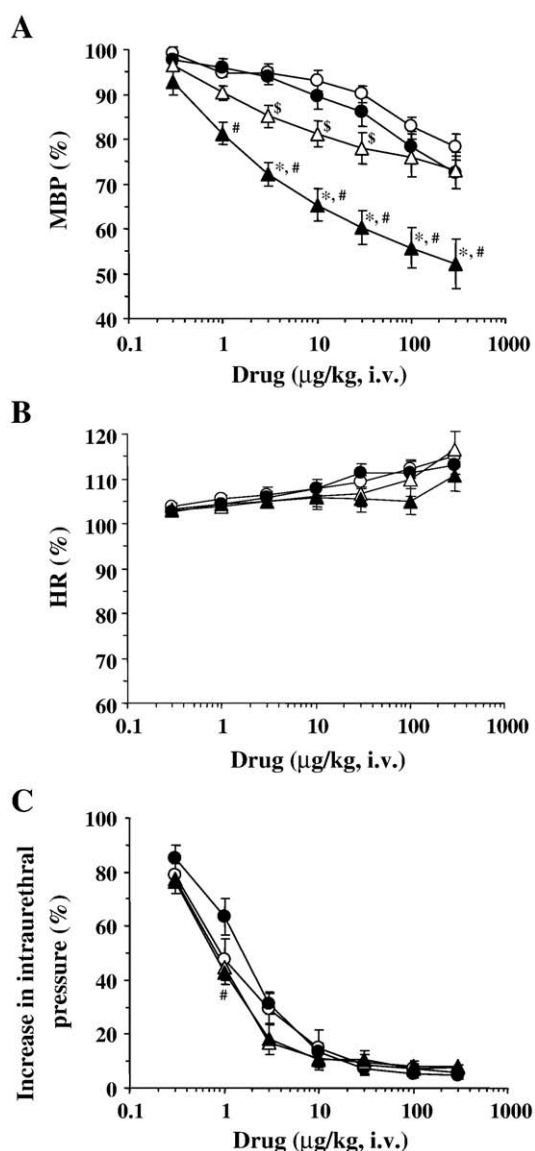 A
100
90
80
70
60
50
40
MBP (%)
$
$
$
#
*, #
*, #
*, #
*, #
*, #
0.1 1 10 100 1000
Drug (μg/kg, i.v.)
B
120
110
100
90
80
70
60
HR (%)
0.1 1 10 100 1000
Drug (μg/kg, i.v.)
C
100
80
60
40
20
0
Increase in intraurethral
pressure (%)
#
0.1 1 10 100 1000
Drug (μg/kg, i.v.)